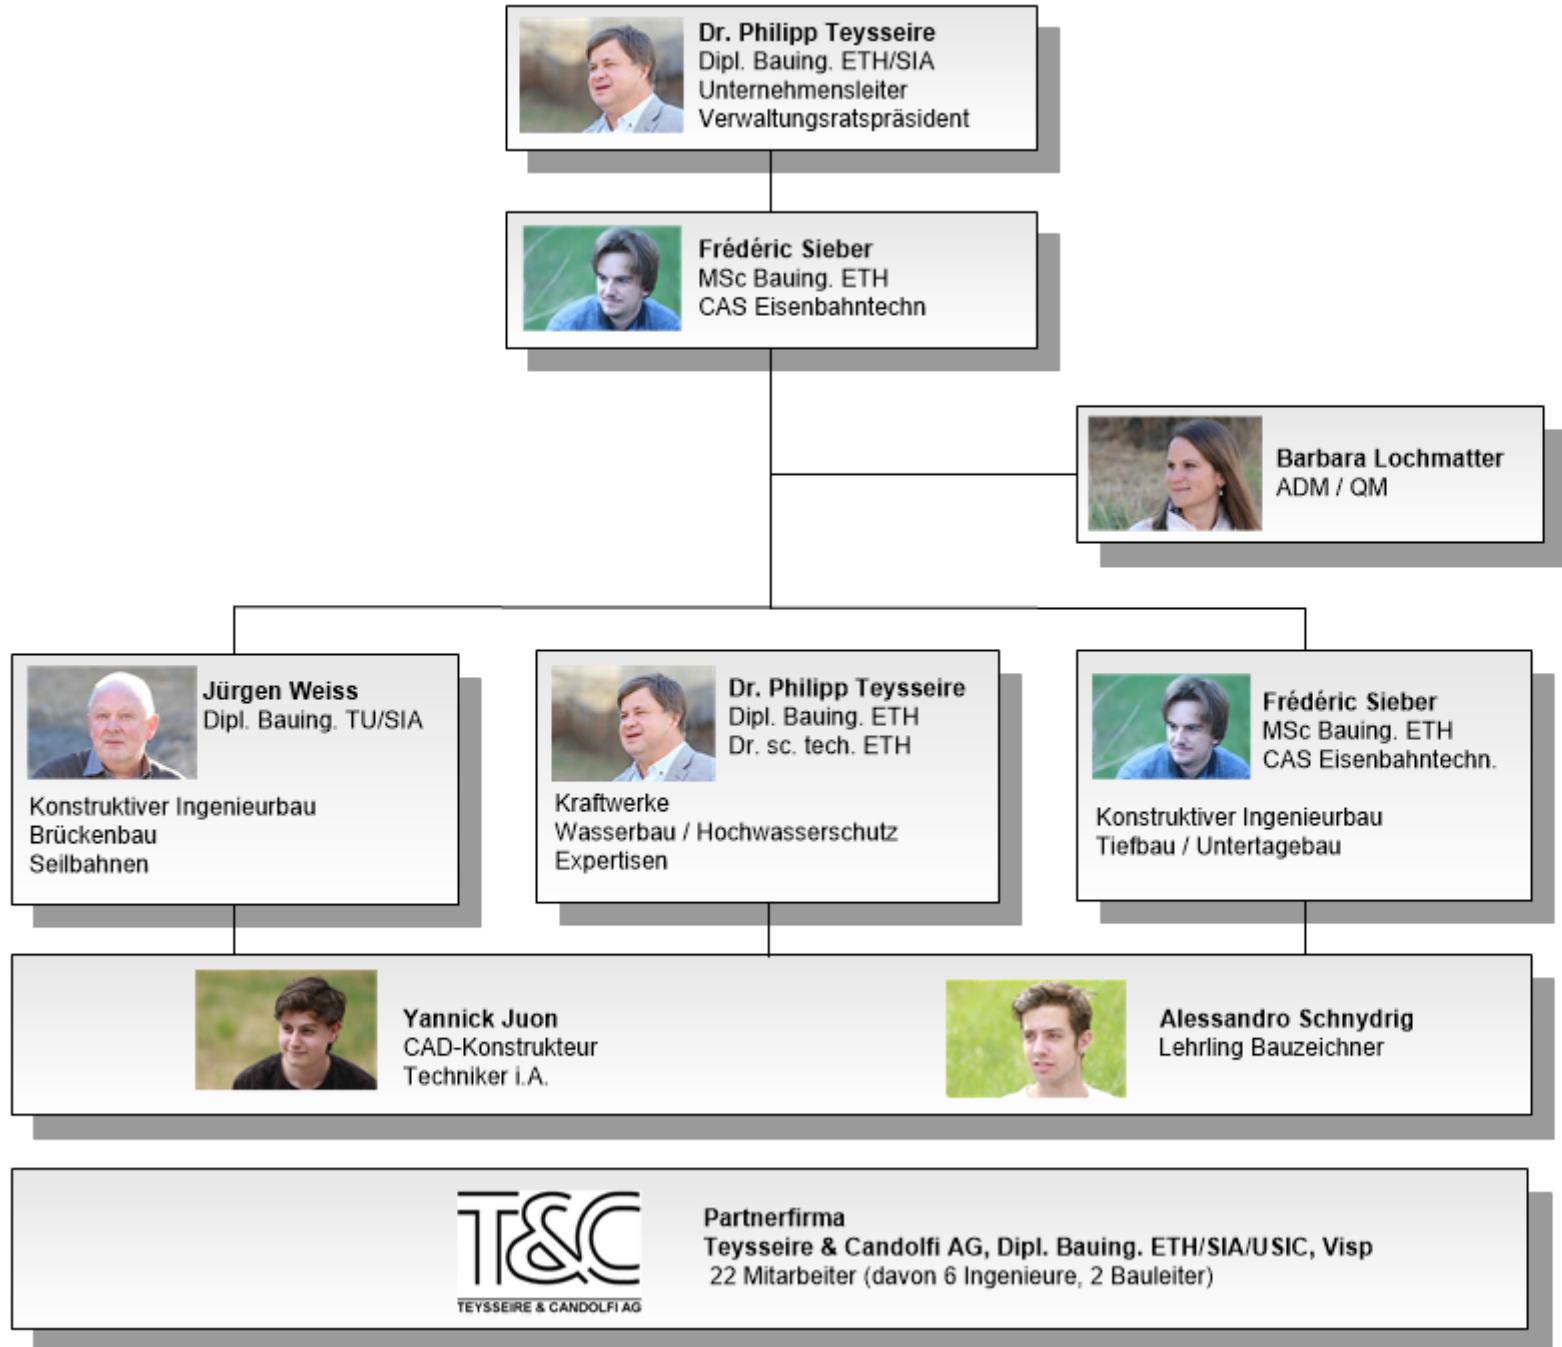 Dr. Philipp Teysseire
Dipl. Bauing. ETH/SIA
Unternehmensleiter
Verwaltungsratspräsident
Frédéric Sieber
MSc Bauing. ETH
CAS Eisenbahntechn
Barbara Lochmatter
ADM / QM
Jürgen Weiss
Dipl. Bauing. TU/SIA
Konstruktiver Ingenieurbau
Brückenbau
Seilbahnen
Dr. Philipp Teysseire
Dipl. Bauing. ETH
Dr. sc. tech. ETH
Kraftwerke
Wasserbau / Hochwasserschutz
Expertisen
Frédéric Sieber
MSc Bauing. ETH
CAS Eisenbahntechn.
Konstruktiver Ingenieurbau
Tiefbau / Untertagebau
Yannick Juon
CAD-Konstrukteur
Techniker i.A.
Alessandro Schnydrig
Lehrling Bauzeichner
T&C
TEYSSEIRE & CANDOLFI AG
Partnerfirma
Teysseire & Candolfi AG, Dipl. Bauing. ETH/SIA/USIC, Visp
22 Mitarbeiter (davon 6 Ingenieure, 2 Bauleiter)